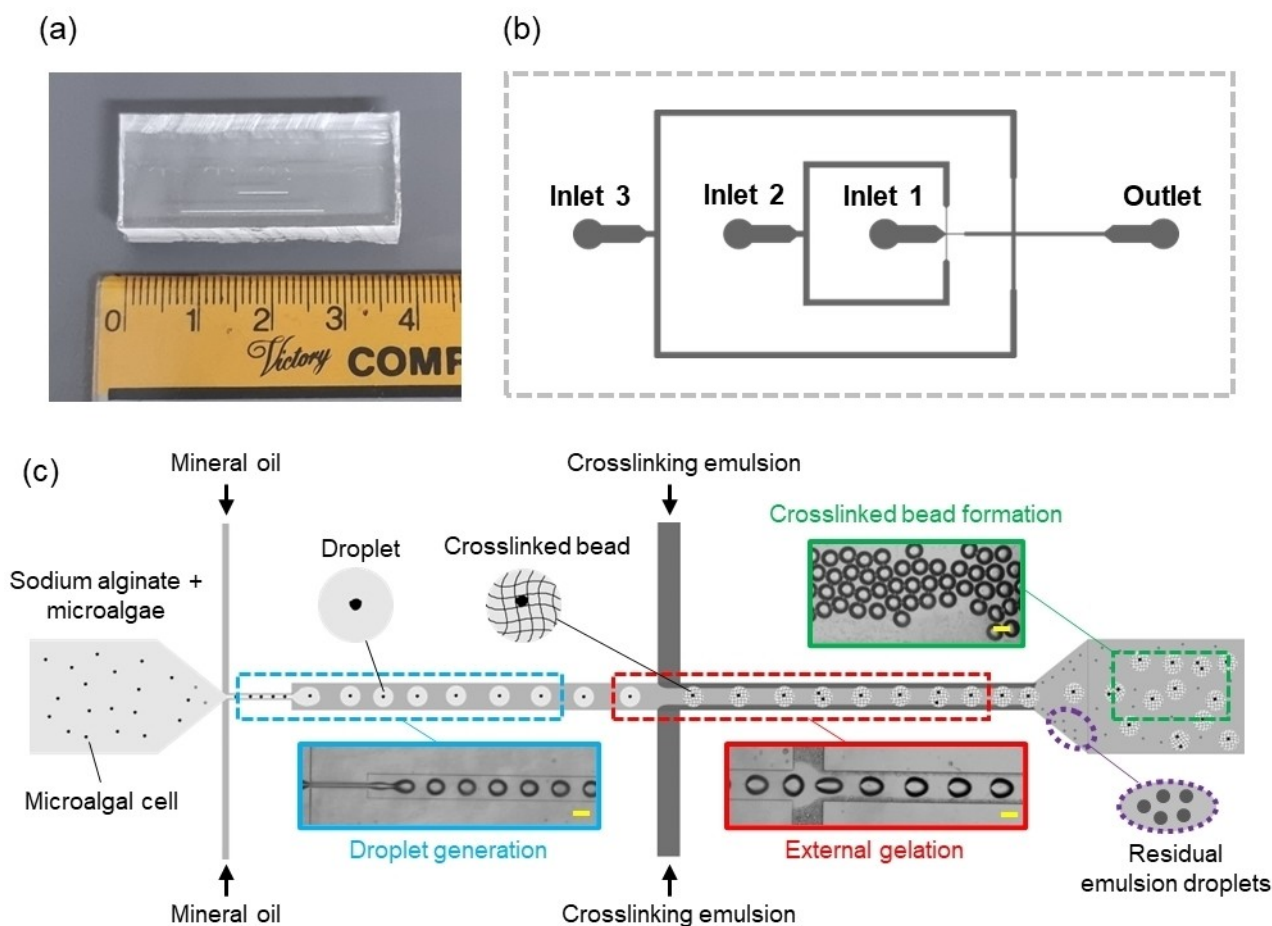 (a)
0 1 2 3 4
Victory COMP
(b)
Inlet 3 Inlet 2 Inlet 1 Outlet
(c)
Mineral oil
Crosslinking emulsion
Crosslinked bead formation
Droplet
Crosslinked bead
Sodium alginate +
microalgae
Microalgal cell
Droplet generation
External gelation
Residual
emulsion droplets
Mineral oil
Crosslinking emulsion